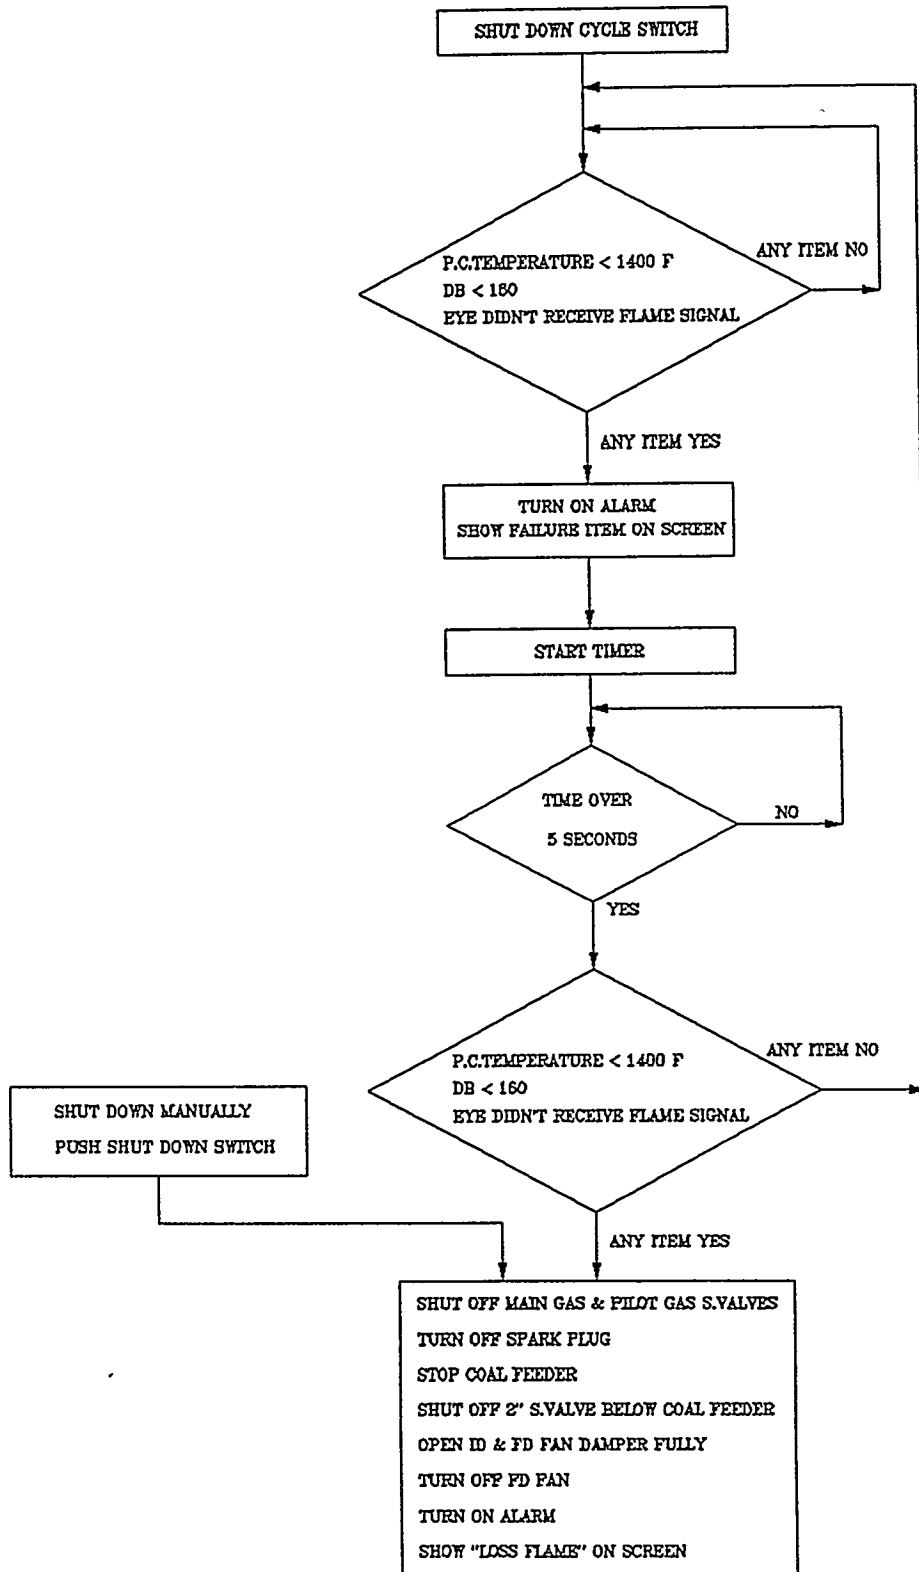 SHUT DOWN CYCLE SWITCH
P.C.TEMPERATURE < 1400 F
DB < 160
EYE DIDN'T RECEIVE FLAME SIGNAL
ANY ITEM NO
ANY ITEM YES
TURN ON ALARM
SHOW FAILURE ITEM ON SCREEN
START TIMER
TIME OVER
5 SECONDS
NO
YES
P.C.TEMPERATURE < 1400 F
DB < 160
EYE DIDN'T RECEIVE FLAME SIGNAL
ANY ITEM NO
SHUT DOWN MANUALLY
PUSH SHUT DOWN SWITCH
ANY ITEM YES
SHUT OFF MAIN GAS & PILOT GAS S.VALVES
TURN OFF SPARK PLUG
STOP COAL FEEDER
SHUT OFF 2" S.VALVE BELOW COAL FEEDER
OPEN ID & FD FAN DAMPER FULLY
TURN OFF FD FAN
TURN ON ALARM
SHOW "LOSS FLAME" ON SCREEN